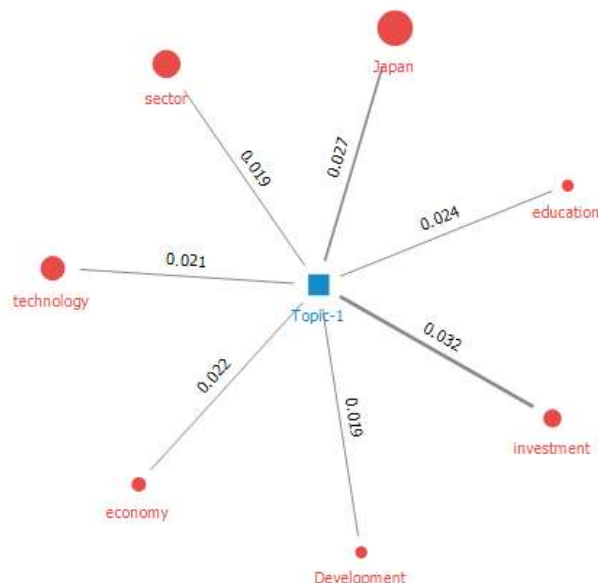 Japan
sector
0.027
0.019
education
0.024
0.021
technology
Topic-1
0.032
0.022
0.019
investment
economy
Development